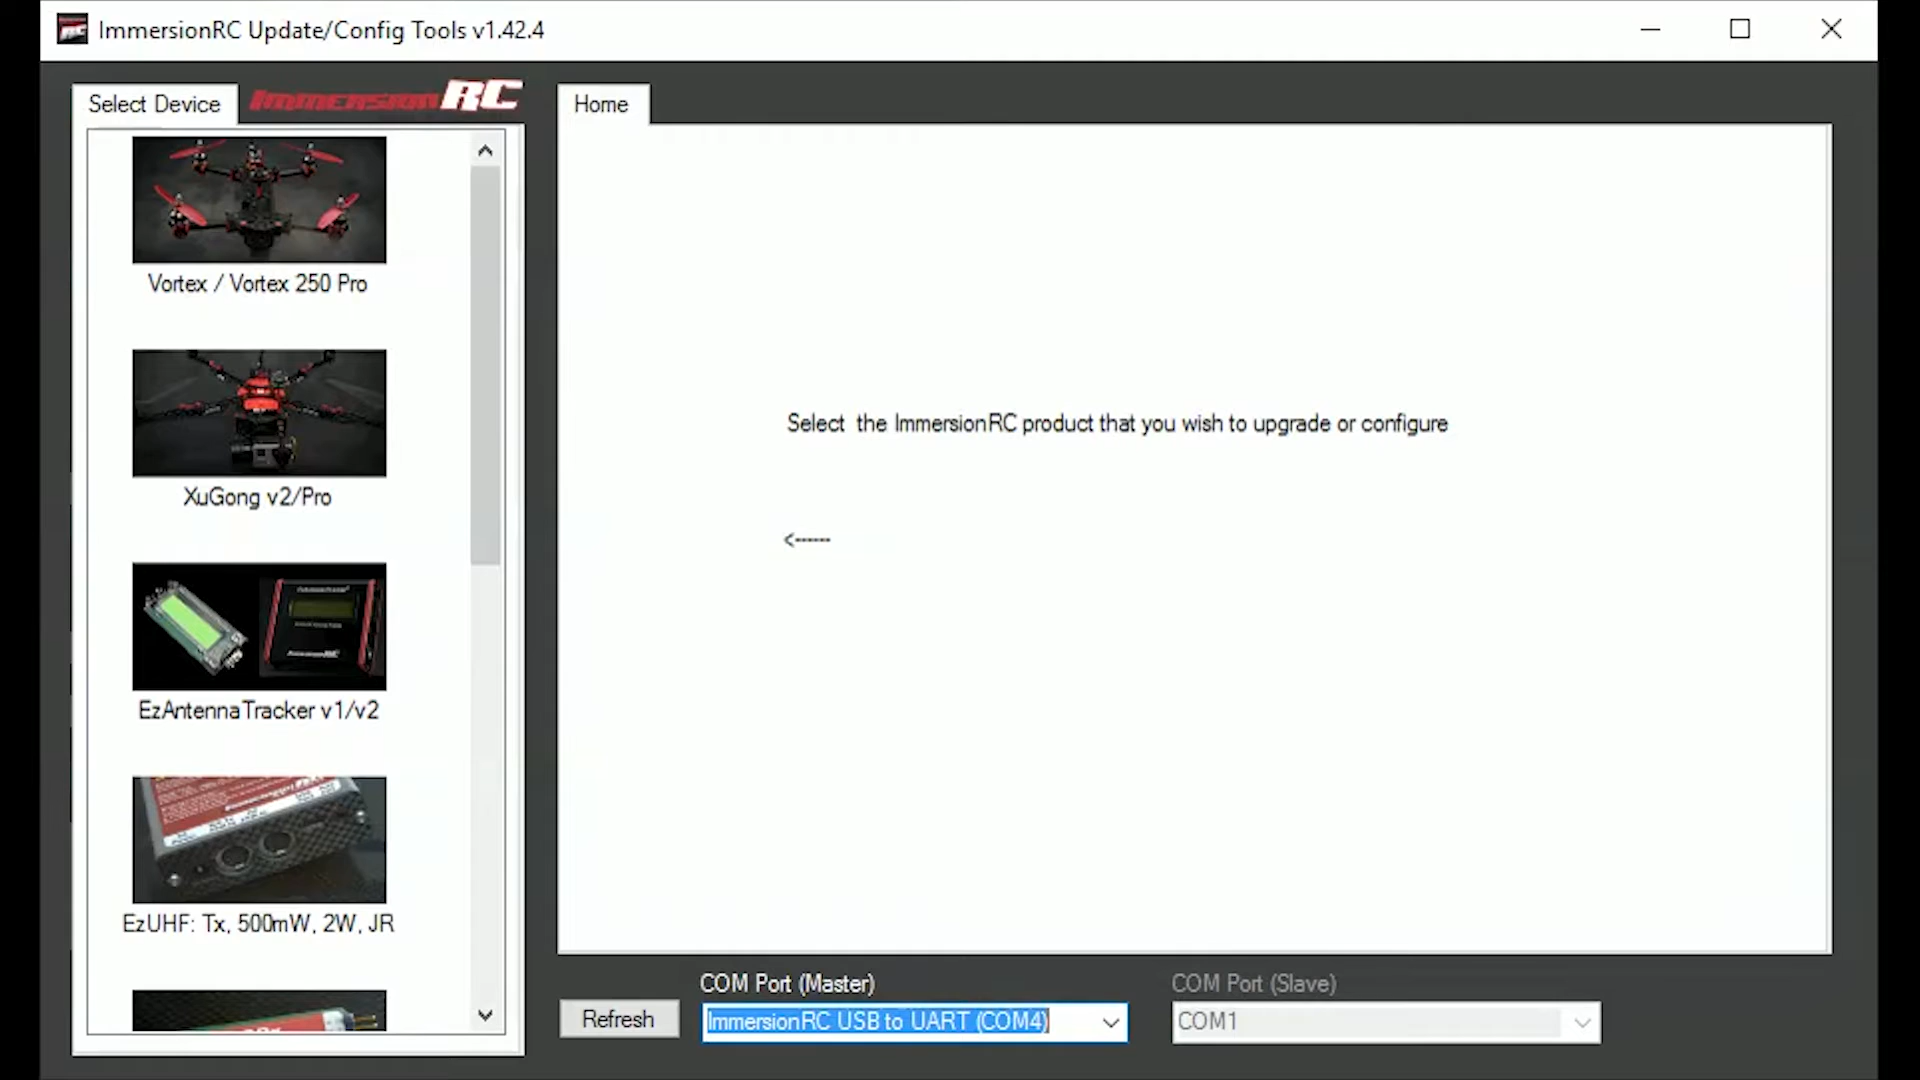 ImmersionRC Update/Config Tools v1.42.4
Select Device
ImmersionRC
Home
Vortex / Vortex 250 Pro
XuGong v2/Pro
EzAntennaTracker v1/v2
EzUHF: Tx, 500mW, 2W, JR
Select the ImmersionRC product that you wish to upgrade or configure
<------
COM Port (Master)
COM Port (Slave)
Refresh
ImmersionRC USB to UART (COM4)
COM1